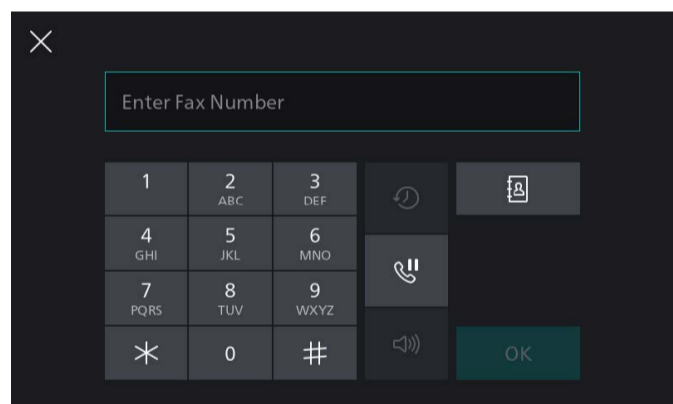 Enter Fax Number
1 2 3
ABC DEF
4 5 6
GHI JKL MNO
7 8 9
PQRS TUV WXYZ
* 0 #
OK